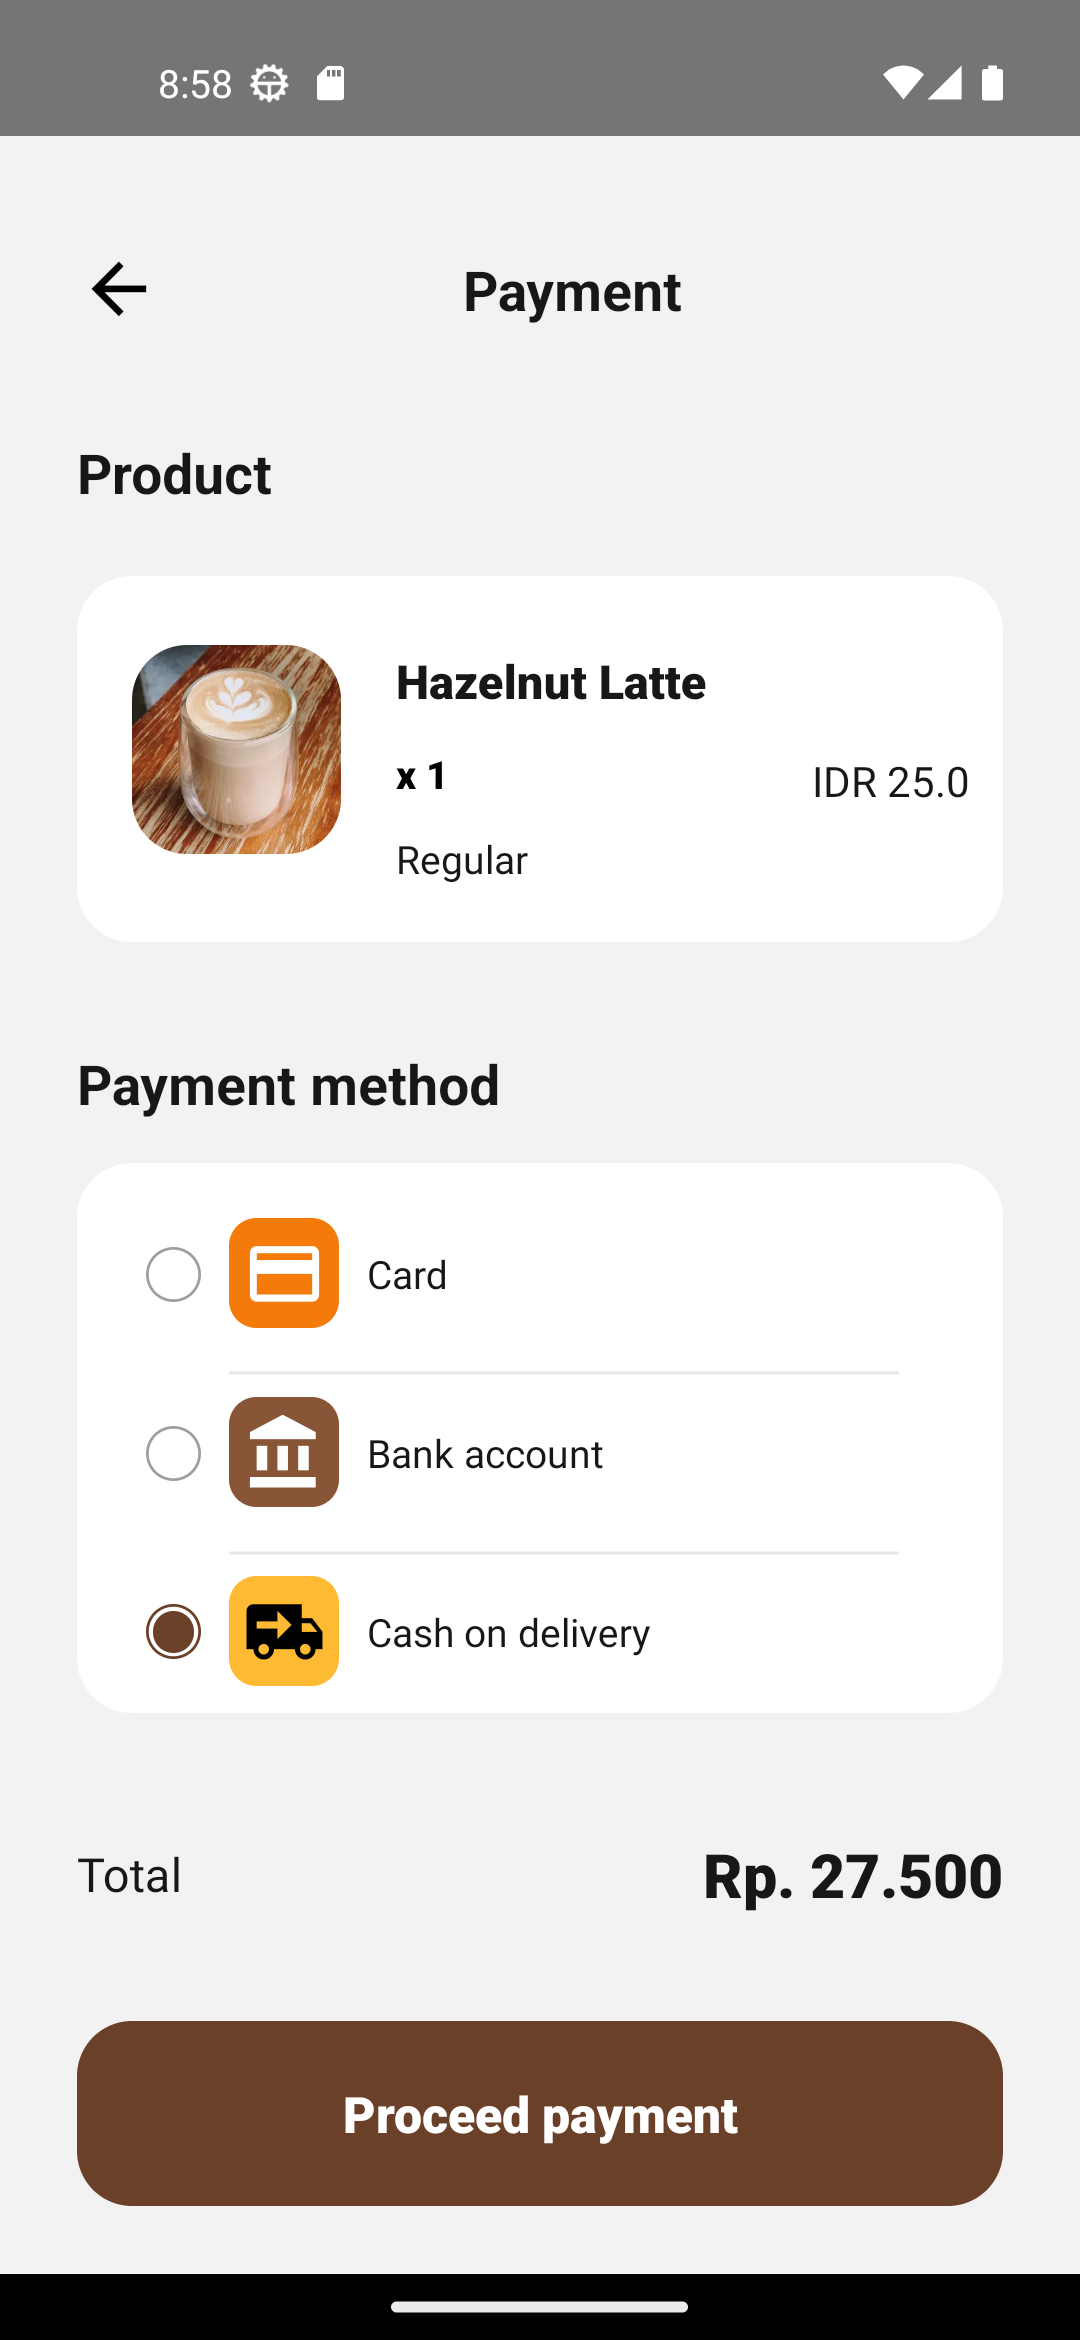 8:58
Payment
Product
Hazelnut Latte
x 1
IDR 25.0
Regular
Payment method
Card
Bank account
Cash on delivery
Total
Rp. 27.500
Proceed payment